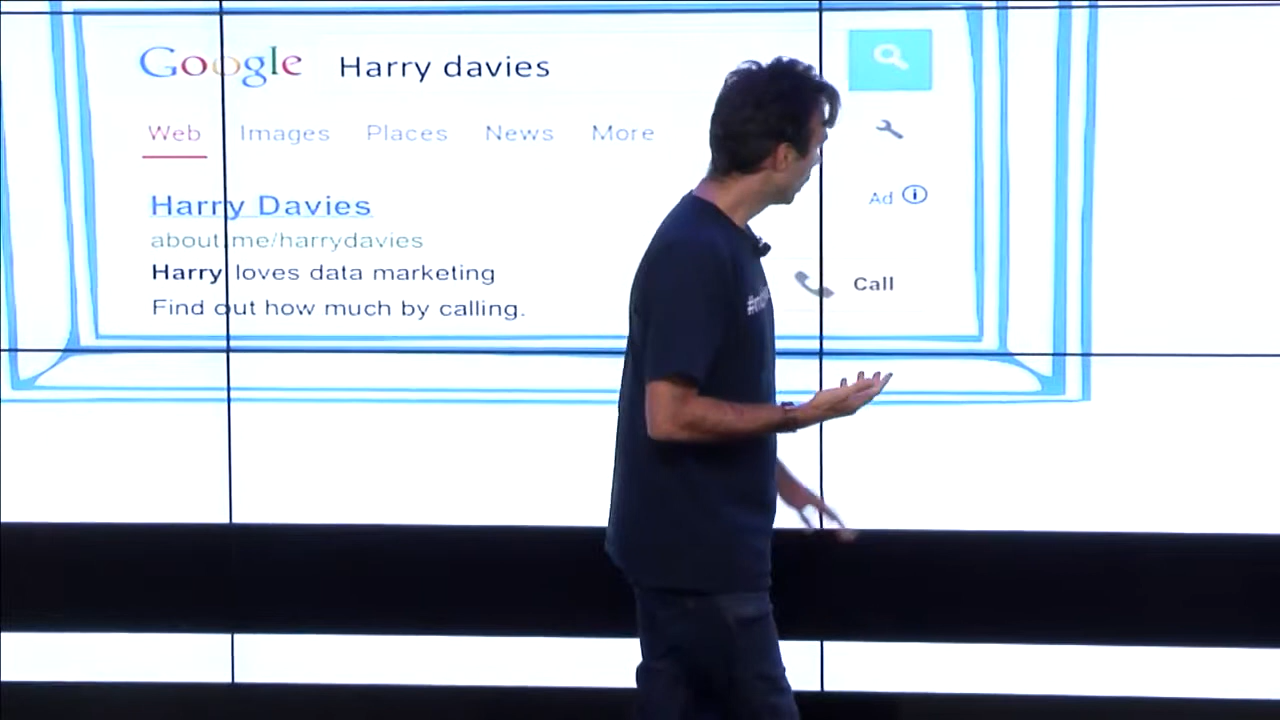 Google Harry davies
Web Images Places News More
Harry Davies
Ad
about.me/harrydavies
Harry loves data marketing
Call
Find out how much by calling.